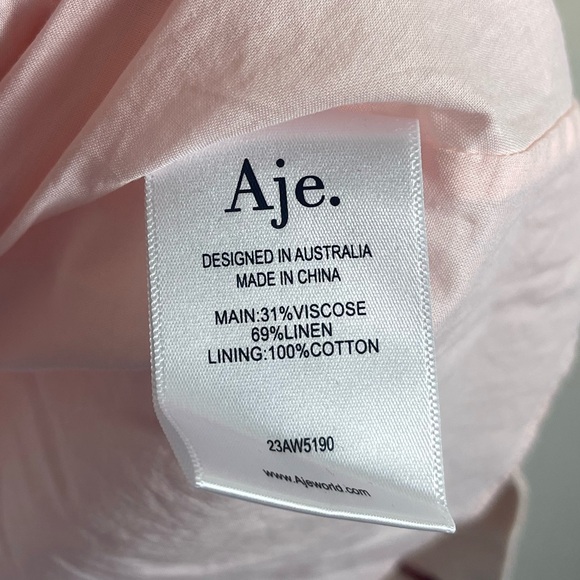 Aje.
DESIGNED IN AUSTRALIA
MADE IN CHINA
MAIN:31%VISCOSE
69%LINEN
LINING:100%COTTON
23AW5190
www.Ajeworld.com